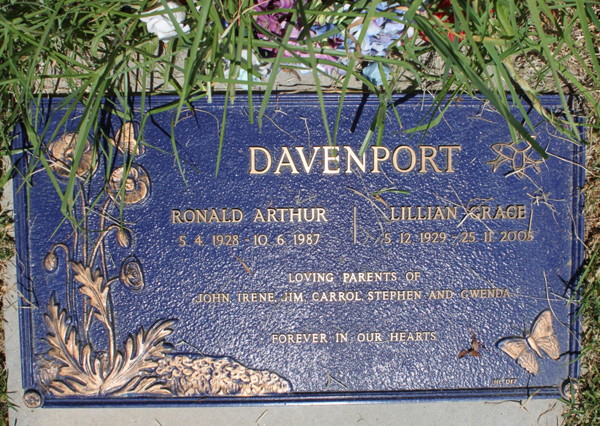 DAVENPORT
RONALD ARTHUR
5. 4. 1928 - 10. 6. 1987
LILLIAN GRACE
5. 12. 1929 - 25. 11. 2005
LOVING PARENTS OF
JOHN, IRENE, JIM, CARROL, STEPHEN AND GWENDA
FOREVER IN OUR HEARTS